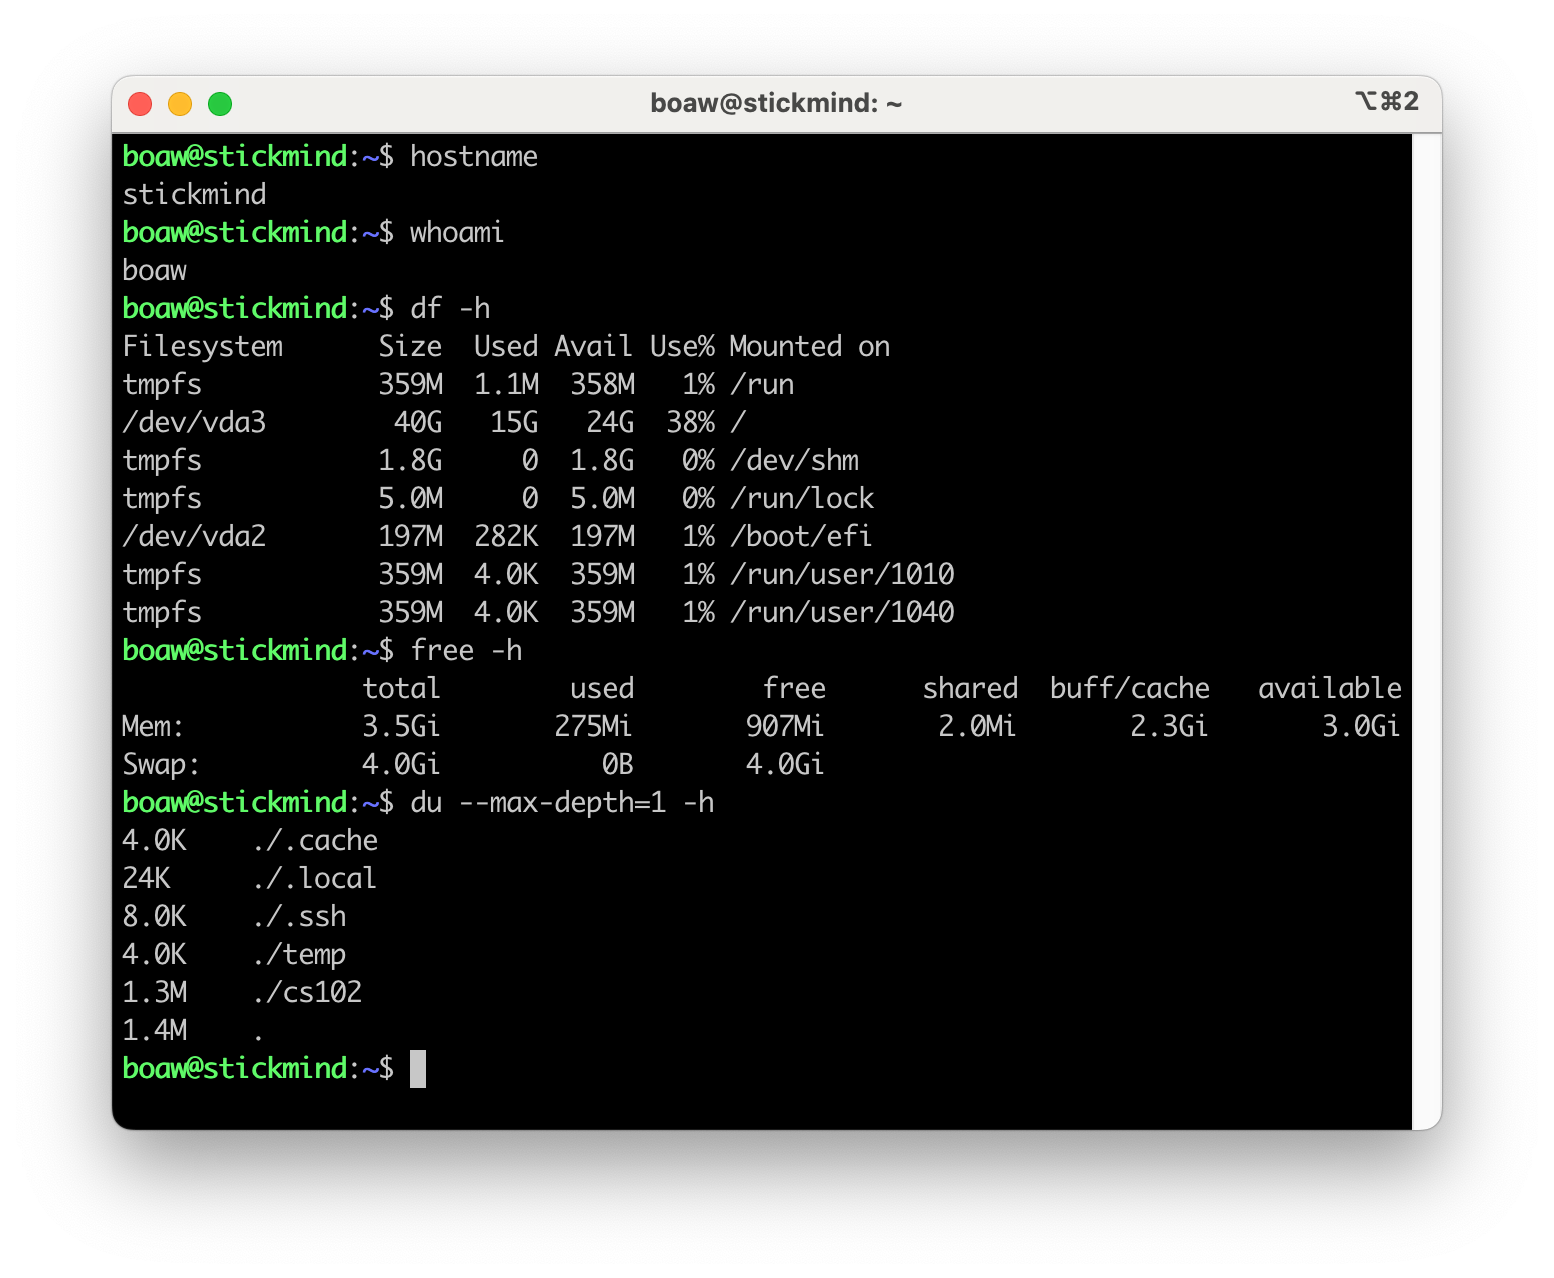 boaw@stickmind: ~
⌥⌘2
boaw@stickmind:~$ hostname
stickmind
boaw@stickmind:~$ whoami
boaw
boaw@stickmind:~$ df -h
Filesystem      Size  Used Avail Use% Mounted on
tmpfs           359M  1.1M  358M   1% /run
/dev/vda3        40G   15G   24G  38% /
tmpfs           1.8G     0  1.8G   0% /dev/shm
tmpfs           5.0M     0  5.0M   0% /run/lock
/dev/vda2       197M  282K  197M   1% /boot/efi
tmpfs           359M  4.0K  359M   1% /run/user/1010
tmpfs           359M  4.0K  359M   1% /run/user/1040
boaw@stickmind:~$ free -h
               total        used        free      shared  buff/cache   available
Mem:           3.5Gi       275Mi       907Mi       2.0Mi       2.3Gi       3.0Gi
Swap:          4.0Gi          0B       4.0Gi
boaw@stickmind:~$ du --max-depth=1 -h
4.0K    ./.cache
24K     ./.local
8.0K    ./.ssh
4.0K    ./temp
1.3M    ./cs102
1.4M    .
boaw@stickmind:~$